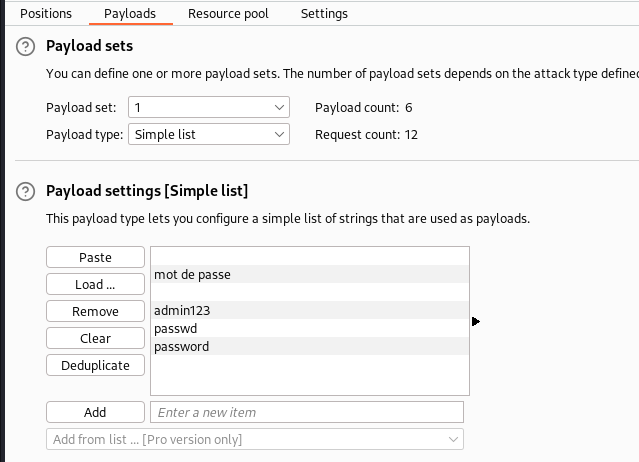 Positions Payloads Resource pool Settings
Payload sets
You can define one or more payload sets. The number of payload sets depends on the attack type define
Payload set: 1 Payload count: 6
Payload type: Simple list Request count: 12
Payload settings [Simple list]
This payload type lets you configure a simple list of strings that are used as payloads.
Paste
Load ...
Remove
Clear
Deduplicate
mot de passe
admin123
passwd
password
Add Enter a new item
Add from list ... [Pro version only]